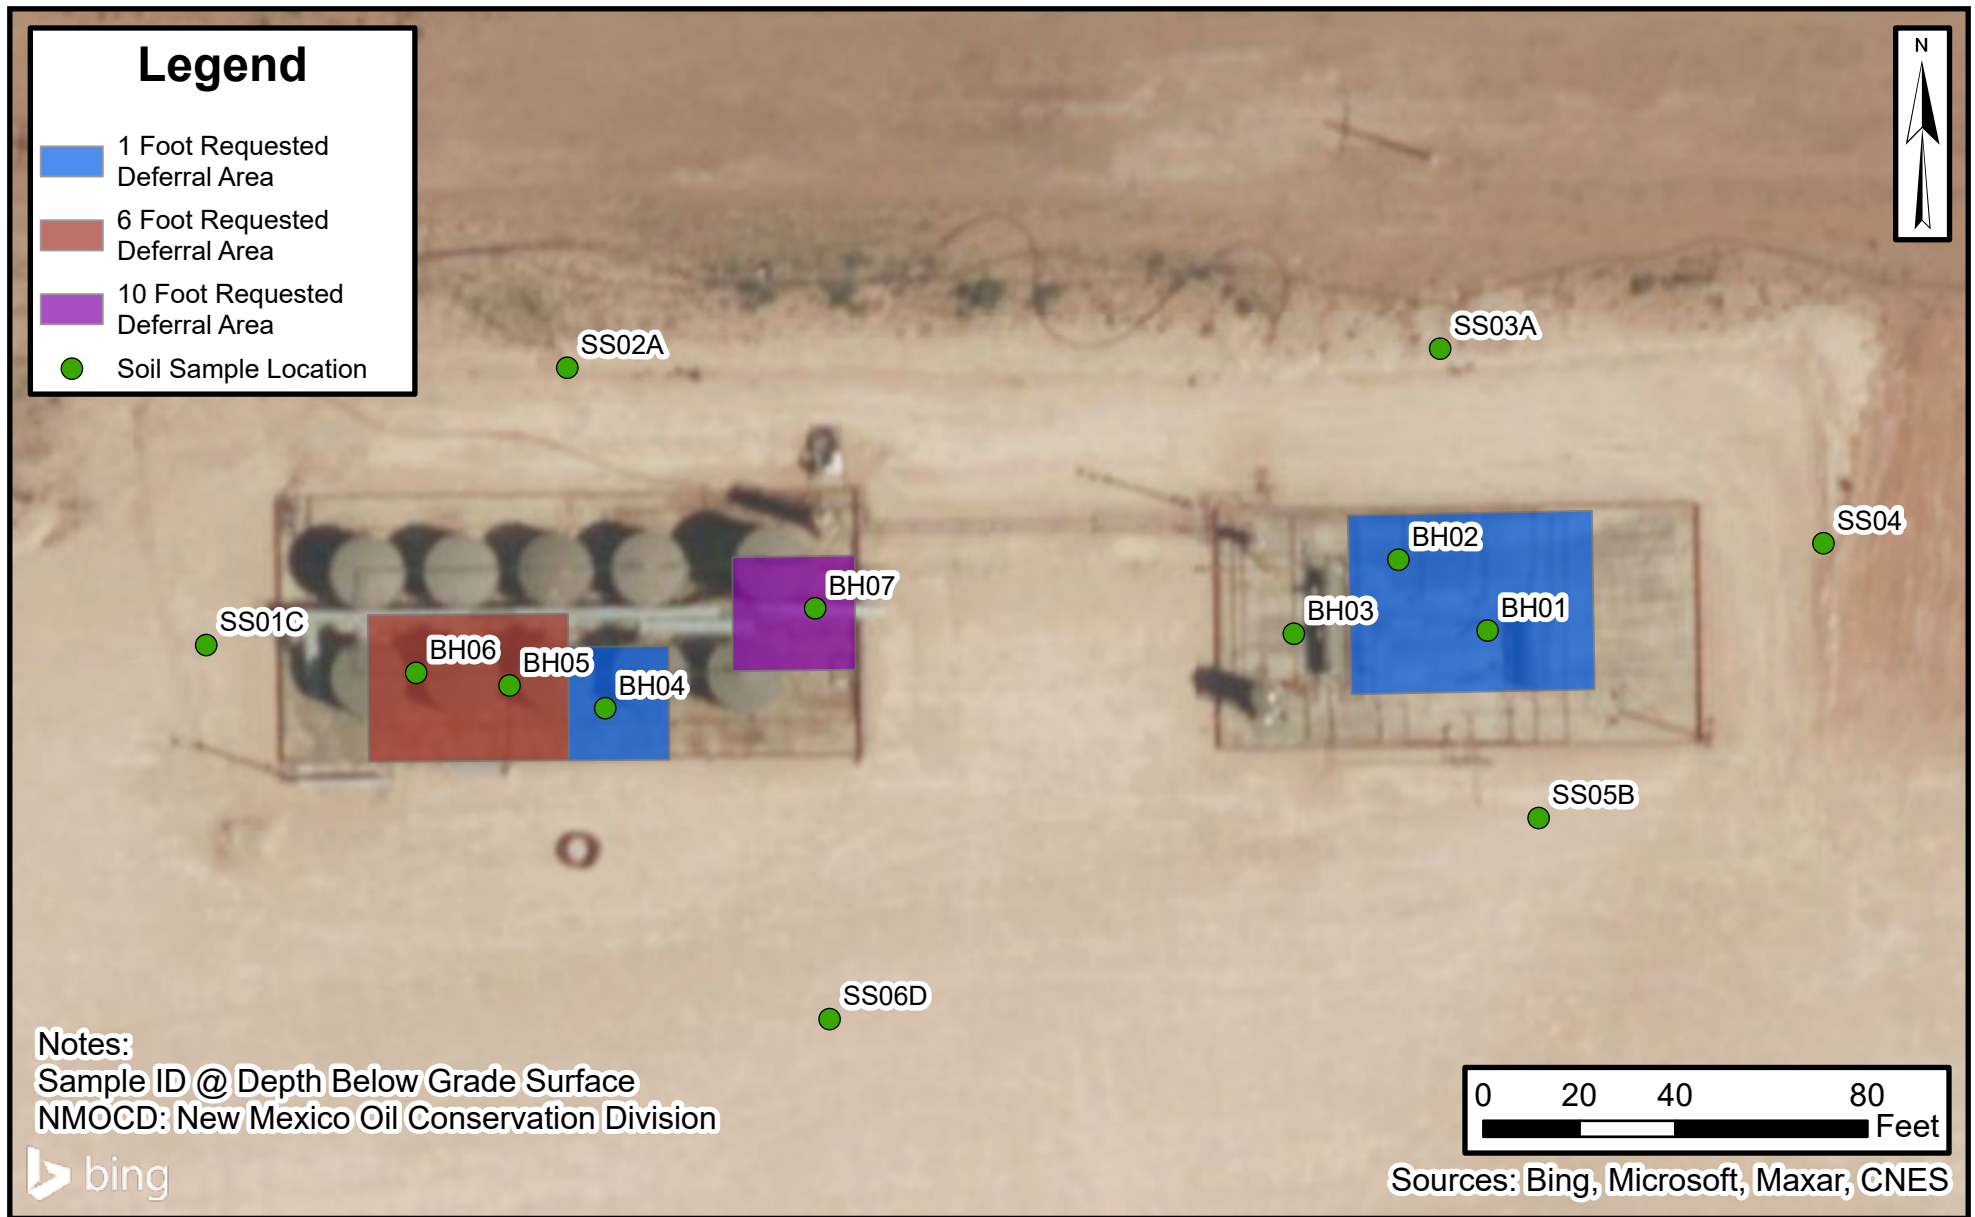 Legend
1 Foot Requested
Deferral Area
6 Foot Requested
Deferral Area
10 Foot Requested
Deferral Area
Soil Sample Location
N
SS02A
SS03A
SS04
BH02
BH07
BH01
BH03
SS01C
BH06
BH05
BH04
SS05B
SS06D
Notes:
Sample ID @ Depth Below Grade Surface
NMOCD: New Mexico Oil Conservation Division
bing
0 20 40 80
Feet
Sources: Bing, Microsoft, Maxar, CNES